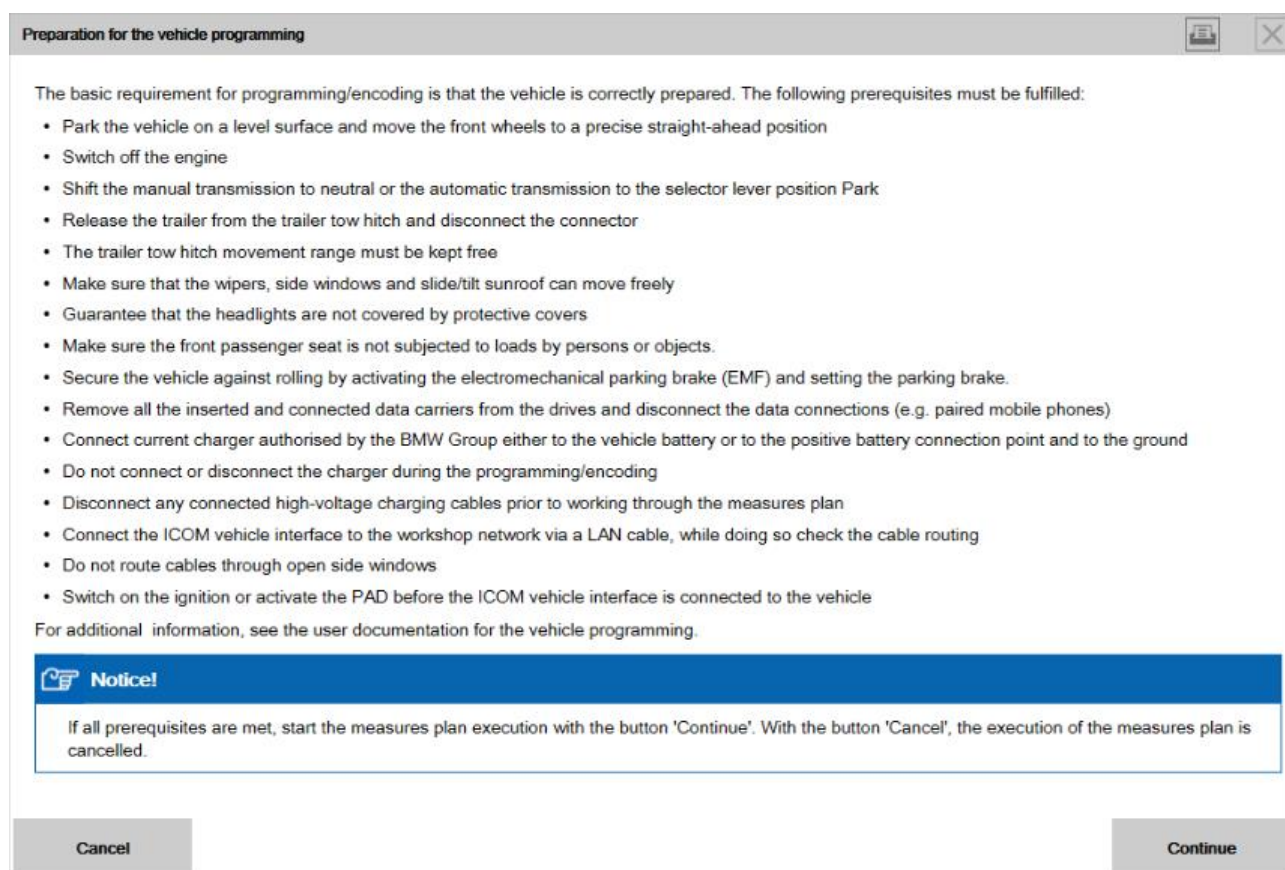 Preparation for the vehicle programming
The basic requirement for programming/encoding is that the vehicle is correctly prepared. The following prerequisites must be fulfilled:
• Park the vehicle on a level surface and move the front wheels to a precise straight-ahead position
• Switch off the engine
• Shift the manual transmission to neutral or the automatic transmission to the selector lever position Park
• Release the trailer from the trailer tow hitch and disconnect the connector
• The trailer tow hitch movement range must be kept free
• Make sure that the wipers, side windows and slide/tilt sunroof can move freely
• Guarantee that the headlights are not covered by protective covers
• Make sure the front passenger seat is not subjected to loads by persons or objects.
• Secure the vehicle against rolling by activating the electromechanical parking brake (EMF) and setting the parking brake.
• Remove all the inserted and connected data carriers from the drives and disconnect the data connections (e.g. paired mobile phones)
• Connect current charger authorised by the BMW Group either to the vehicle battery or to the positive battery connection point and to the ground
• Do not connect or disconnect the charger during the programming/encoding
• Disconnect any connected high-voltage charging cables prior to working through the measures plan
• Connect the ICOM vehicle interface to the workshop network via a LAN cable, while doing so check the cable routing
• Do not route cables through open side windows
• Switch on the ignition or activate the PAD before the ICOM vehicle interface is connected to the vehicle
For additional information, see the user documentation for the vehicle programming.
Notice!
If all prerequisites are met, start the measures plan execution with the button 'Continue'. With the button 'Cancel', the execution of the measures plan is
cancelled.
Cancel
Continue